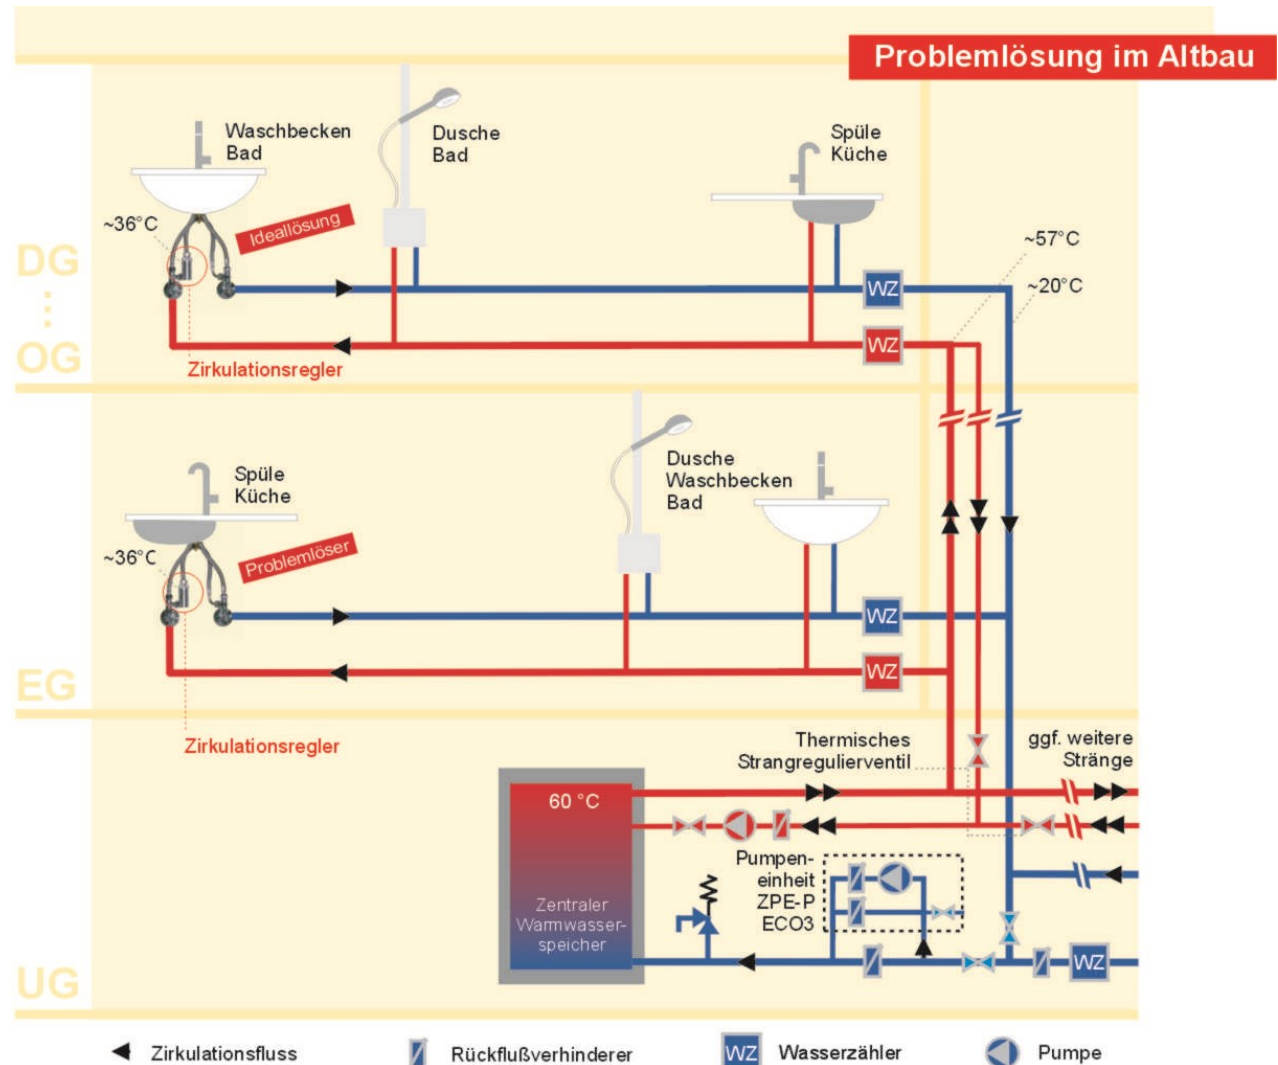 Problemlösung im Altbau
Waschbecken
Bad
Dusche
Bad
Spüle
Küche
~36°C
Ideallösung
~57°C
~20°C
DG
OG
WZ
WZ
Zirkulationsregler
Spüle
Küche
Dusche
Waschbecken
Bad
~36°C
Problemlöser
WZ
WZ
EG
Zirkulationsregler
Thermisches
Strangregulierventil
ggf. weitere
Stränge
60 °C
Zentraler
Warmwasser-
speicher
Pumpen-
einheit
ZPE-P
ECO3
WZ
UG
Zirkulationsfluss
Rückflußverhinderer
WZ
Wasserzähler
Pumpe